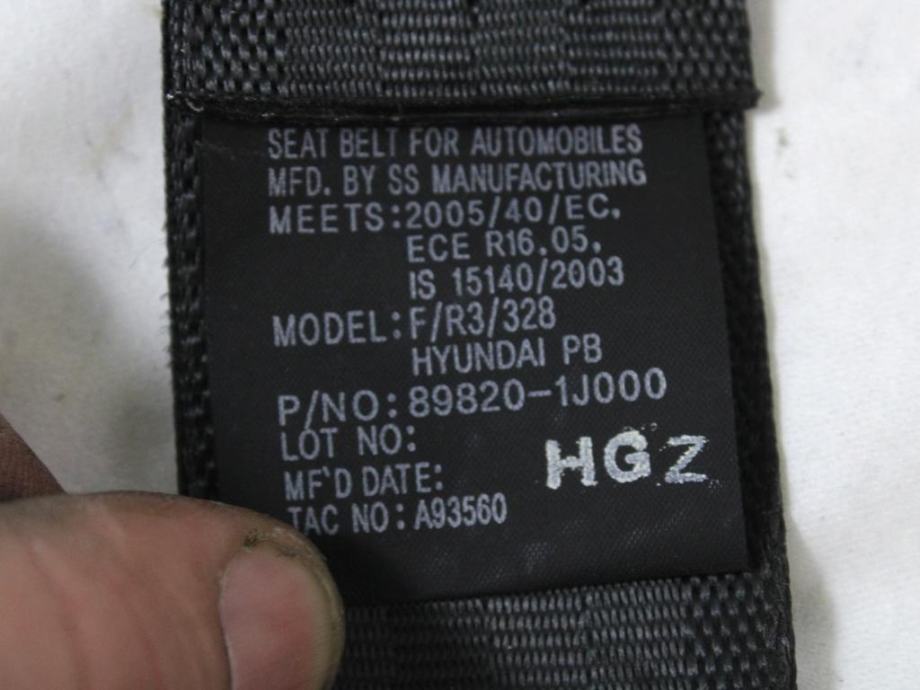 SEAT BELT FOR AUTOMOBILES
MFD. BY SS MANUFACTURING
MEETS:2005/40/EC.
ECE R16.05.
IS 15140/2003
MODEL:F/R3/328
HYUNDAI PB
P/NO:89820-1J000
LOT NO:
HGZ
MF'D DATE:
TAC NO:A93560